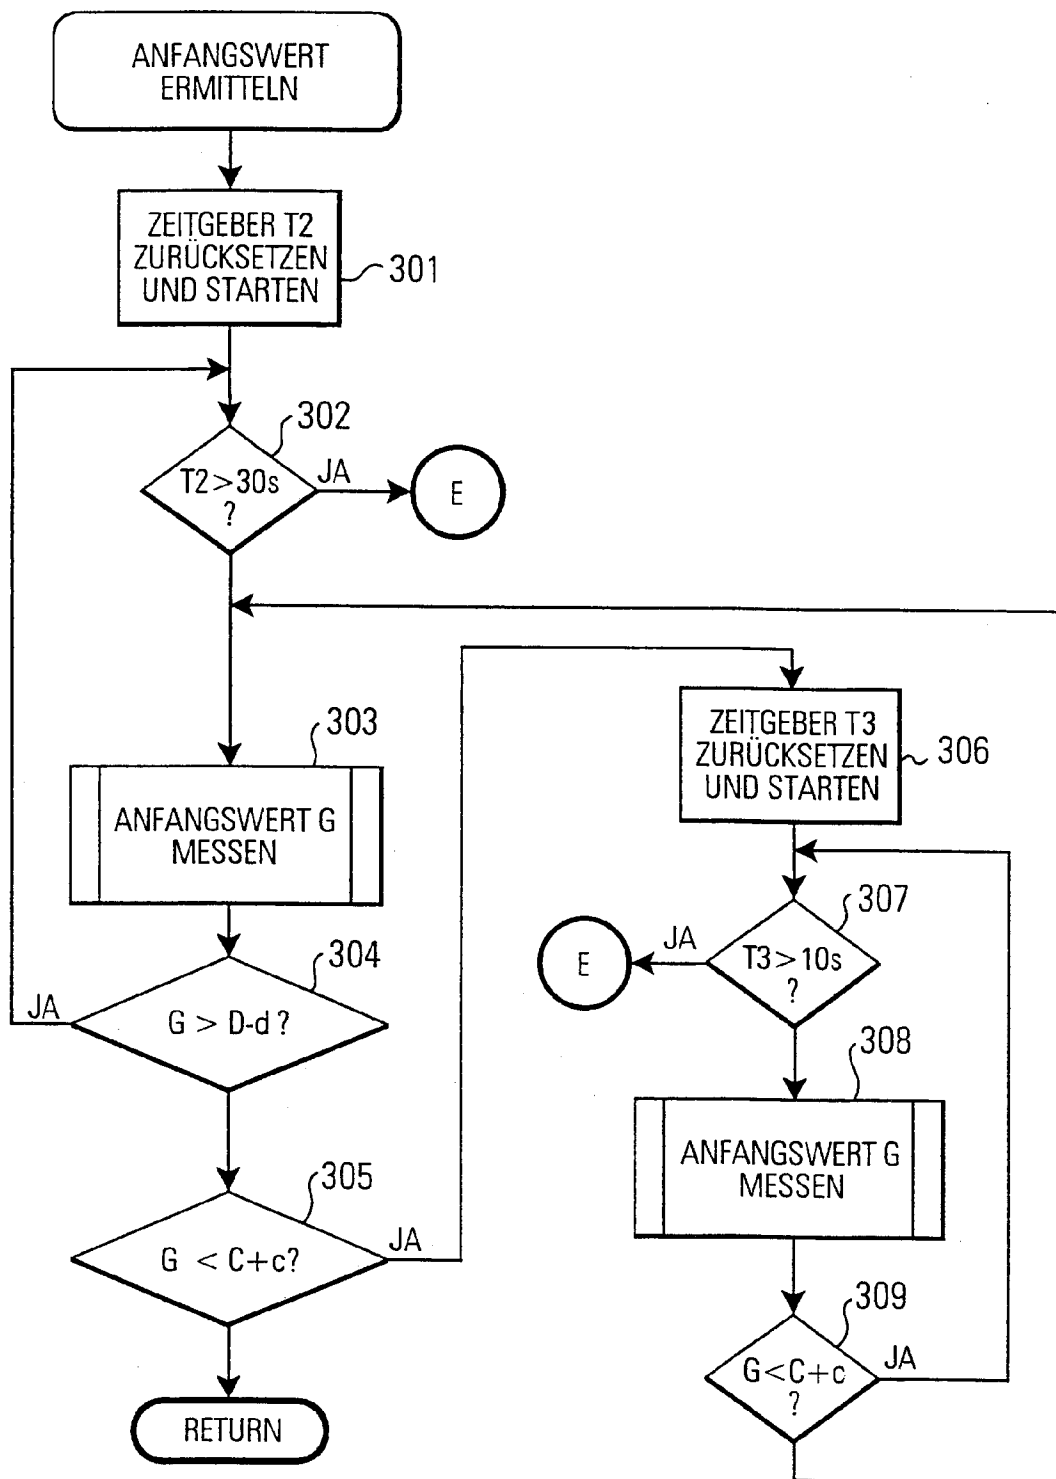 ANFANGSWERT
ERMITTELN
ZEITGEBER T2
ZURÜCKSETZEN
UND STARTEN
301
302
T2>30s
?
JA
E
303
ANFANGSWERT G
MESSEN
304
JA
G > D-d ?
305
G < C+c?
JA
RETURN
ZEITGEBER T3
ZURÜCKSETZEN
UND STARTEN
306
307
T3>10s
?
JA
E
308
ANFANGSWERT G
MESSEN
309
G<C+c
?
JA